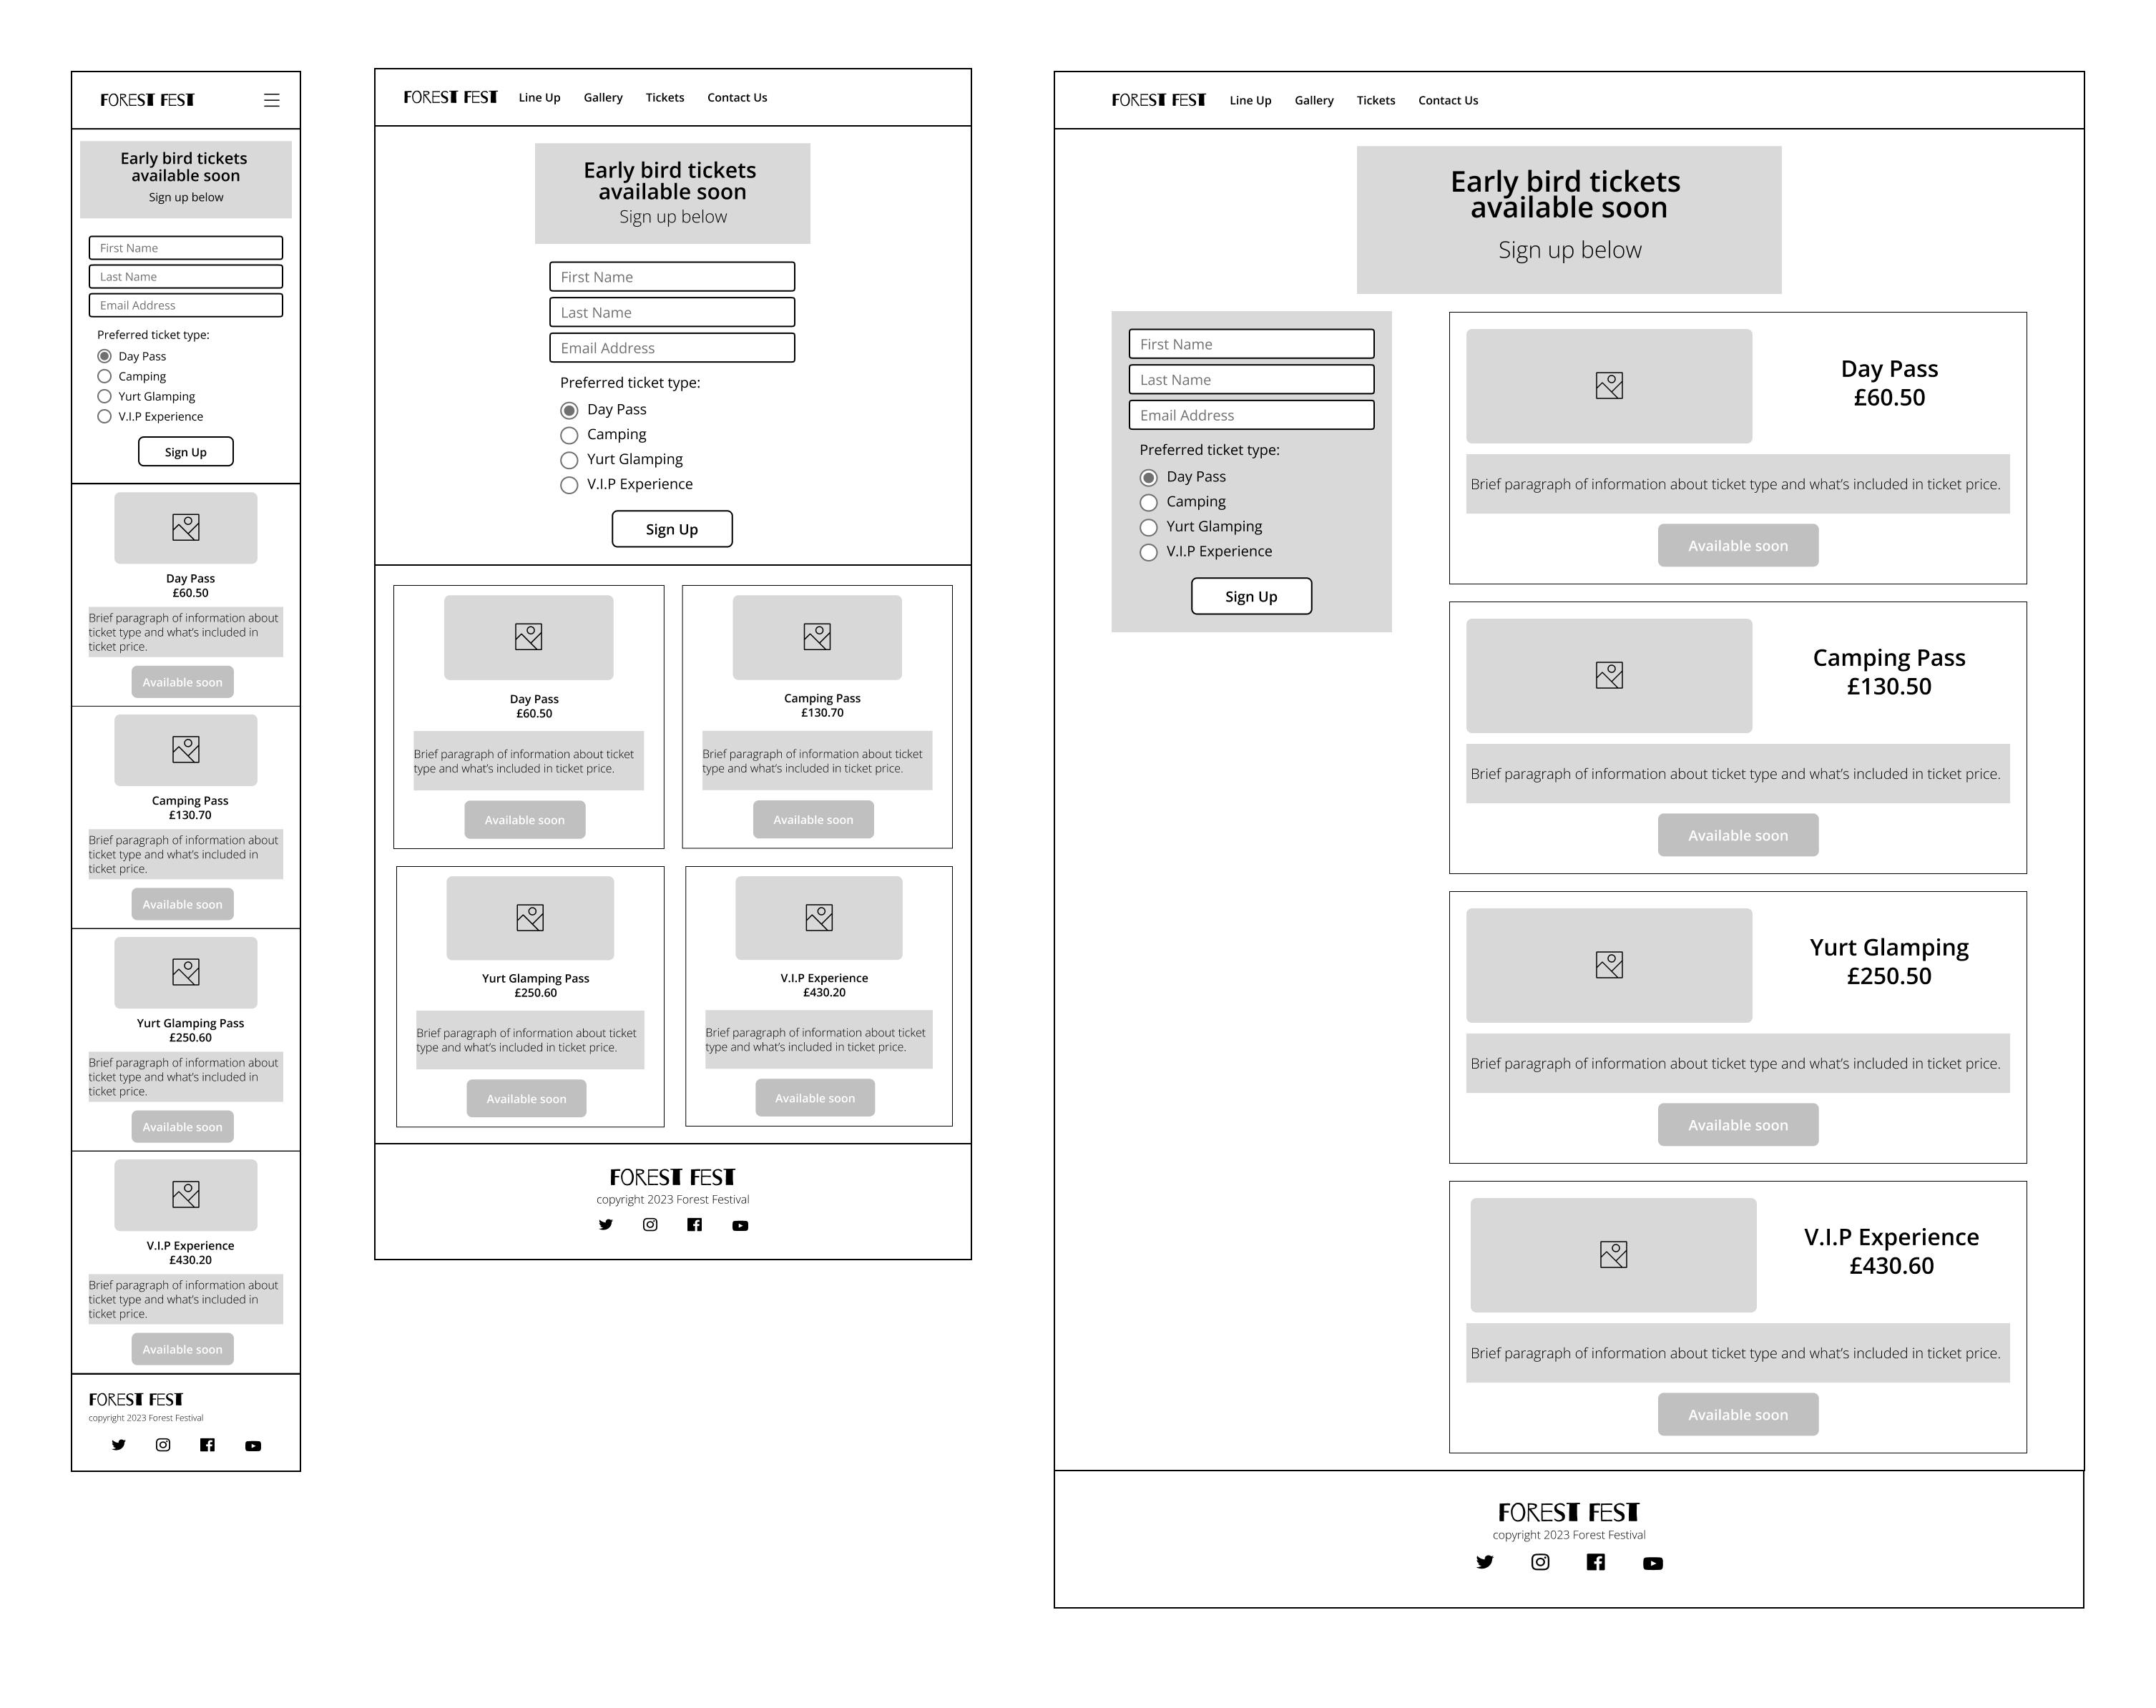 FOREST FEST
Early bird tickets
available soon
Sign up below
First Name
Last Name
Email Address
Preferred ticket type:
Day Pass
Camping
Yurt Glamping
V.I.P Experience
Sign Up
Day Pass
£60.50
Brief paragraph of information about
ticket type and what's included in
ticket price.
Available soon
Camping Pass
£130.70
Brief paragraph of information about
ticket type and what's included in
ticket price.
Available soon
Yurt Glamping Pass
£250.60
Brief paragraph of information about
ticket type and what's included in
ticket price.
Available soon
V.I.P Experience
£430.20
Brief paragraph of information about
ticket type and what's included in
ticket price.
Available soon
FOREST FEST
copyright 2023 Forest Festival
FOREST FEST Line Up Gallery Tickets Contact Us
Early bird tickets
available soon
Sign up below
First Name
Last Name
Email Address
Preferred ticket type:
Day Pass
Camping
Yurt Glamping
V.I.P Experience
Sign Up
Day Pass
£60.50
Brief paragraph of information about ticket
type and what's included in ticket price.
Available soon
Camping Pass
£130.70
Brief paragraph of information about ticket
type and what's included in ticket price.
Available soon
Yurt Glamping Pass
£250.60
Brief paragraph of information about ticket
type and what's included in ticket price.
Available soon
V.I.P Experience
£430.20
Brief paragraph of information about ticket
type and what's included in ticket price.
Available soon
FOREST FEST
copyright 2023 Forest Festival
FOREST FEST Line Up Gallery Tickets Contact Us
Early bird tickets
available soon
Sign up below
First Name
Last Name
Email Address
Preferred ticket type:
Day Pass
Camping
Yurt Glamping
V.I.P Experience
Sign Up
Day Pass
£60.50
Brief paragraph of information about ticket type and what's included in ticket price.
Available soon
Camping Pass
£130.50
Brief paragraph of information about ticket type and what's included in ticket price.
Available soon
Yurt Glamping
£250.50
Brief paragraph of information about ticket type and what's included in ticket price.
Available soon
V.I.P Experience
£430.60
Brief paragraph of information about ticket type and what's included in ticket price.
Available soon
FOREST FEST
copyright 2023 Forest Festival